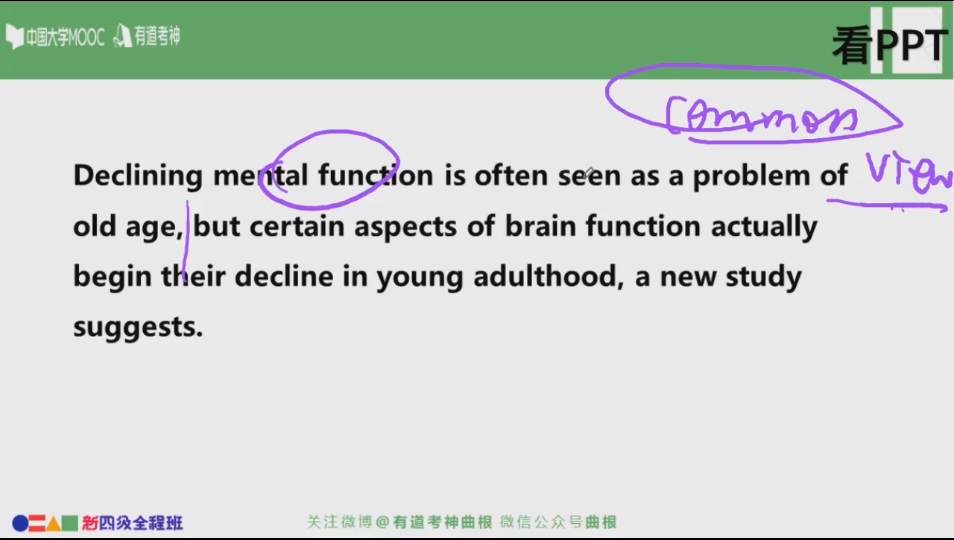 中国大学MOOC 有道考神
看PPT
common
view
Declining mental function is often seen as a problem of
old age, but certain aspects of brain function actually
begin their decline in young adulthood, a new study
suggests.
新四级全程班
关注微博@有道考神曲根 微信公众号曲根